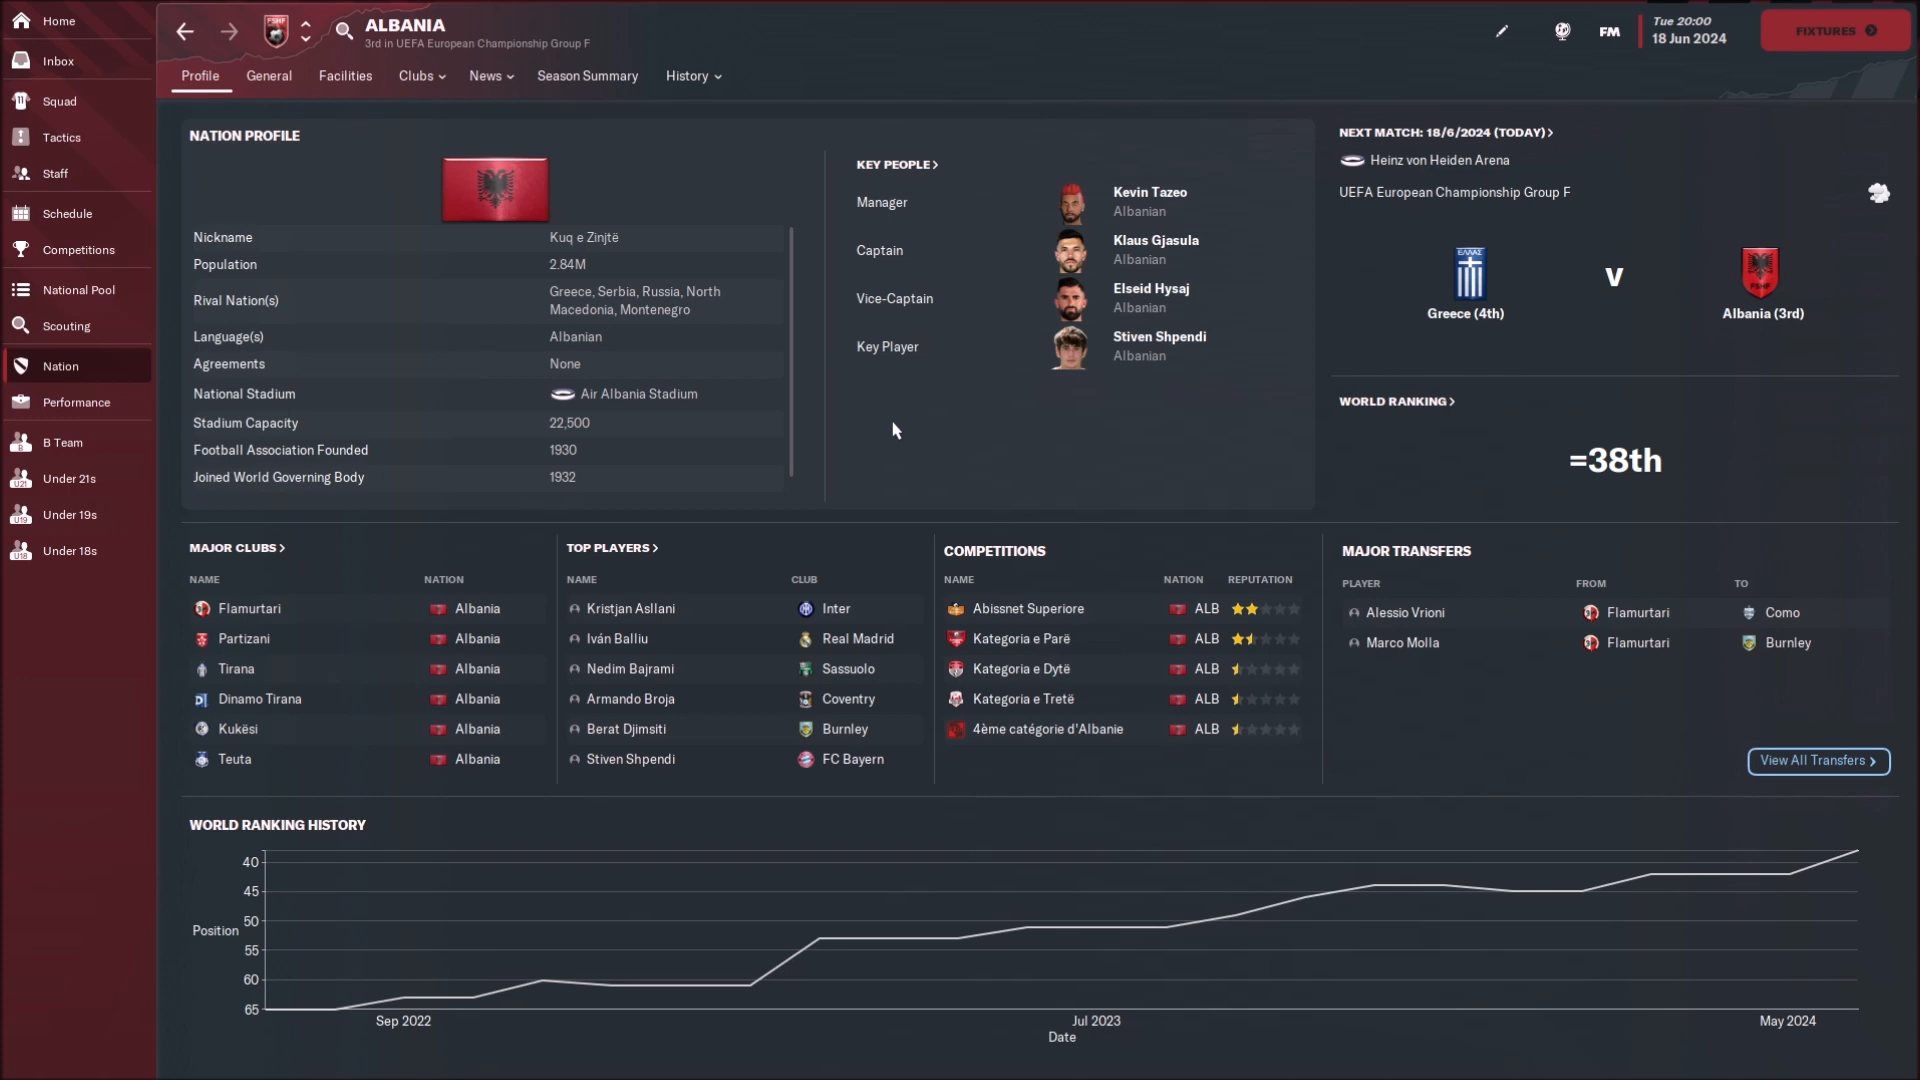 Home
Inbox
Squad
Tactics
Staff
Schedule
Competitions
National Pool
Scouting
Nation
Performance
B Team
Under 21s
Under 19s
Under 18s
ALBANIA
3rd in UEFA European Championship Group F
FM
Tue 20:00
18 Jun 2024
FIXTURES
Profile General Facilities Clubs News Season Summary History
NATION PROFILE
Nickname Kuq e Zinjtë
Population 2.84M
Rival Nation(s) Greece, Serbia, Russia, North
Macedonia, Montenegro
Language(s) Albanian
Agreements None
National Stadium Air Albania Stadium
Stadium Capacity 22,500
Football Association Founded 1930
Joined World Governing Body 1932
KEY PEOPLE
Manager Kevin Tazeo
Albanian
Captain Klaus Gjasula
Albanian
Vice-Captain Elseid Hysaj
Albanian
Key Player Stiven Shpendi
Albanian
NEXT MATCH: 18/6/2024 (TODAY)
Heinz von Heiden Arena
UEFA European Championship Group F
V
Greece (4th) Albania (3rd)
WORLD RANKING
=38th
MAJOR CLUBS
NAME NATION
Flamurtari Albania
Partizani Albania
Tirana Albania
Dinamo Tirana Albania
Kukësi Albania
Teuta Albania
TOP PLAYERS
NAME CLUB
Kristjan Asllani Inter
Iván Balliu Real Madrid
Nedim Bajrami Sassuolo
Armando Broja Coventry
Berat Djimsiti Burnley
Stiven Shpendi FC Bayern
COMPETITIONS
NAME NATION REPUTATION
Abissnet Superiore ALB
Kategoria e Parë ALB
Kategoria e Dytë ALB
Kategoria e Tretë ALB
4ème catégorie d'Albanie ALB
MAJOR TRANSFERS
PLAYER FROM TO
Alessio Vrioni Flamurtari Como
Marco Molla Flamurtari Burnley
View All Transfers
WORLD RANKING HISTORY
40
45
50
Position
55
60
65
Sep 2022 Jul 2023 May 2024
Date